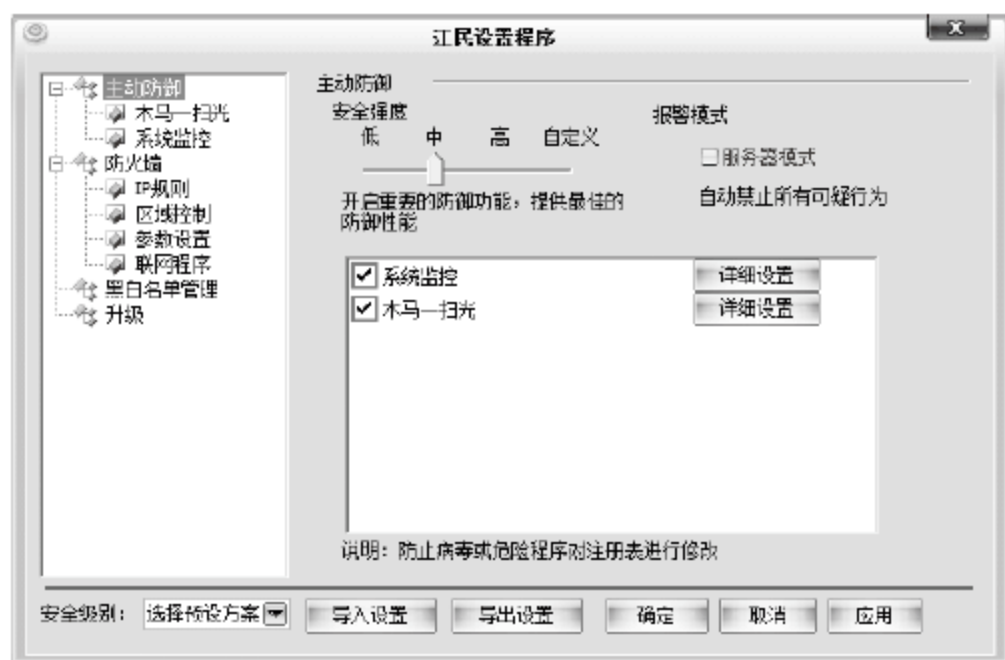 江民设置程序
主动防御
木马一扫光
系统监控
防火墙
IP规则
区域控制
参数设置
联网程序
黑白名单管理
升级
主动防御
安全强度
低 中 高 自定义
开启重要的防御功能，提供最佳的
防御性能
报警模式
服务器模式
自动禁止所有可疑行为
系统监控 详细设置
木马一扫光 详细设置
说明：防止病毒或危险程序对注册表进行修改
安全级别： 选择预设方案 导入设置 导出设置 确定 取消 应用